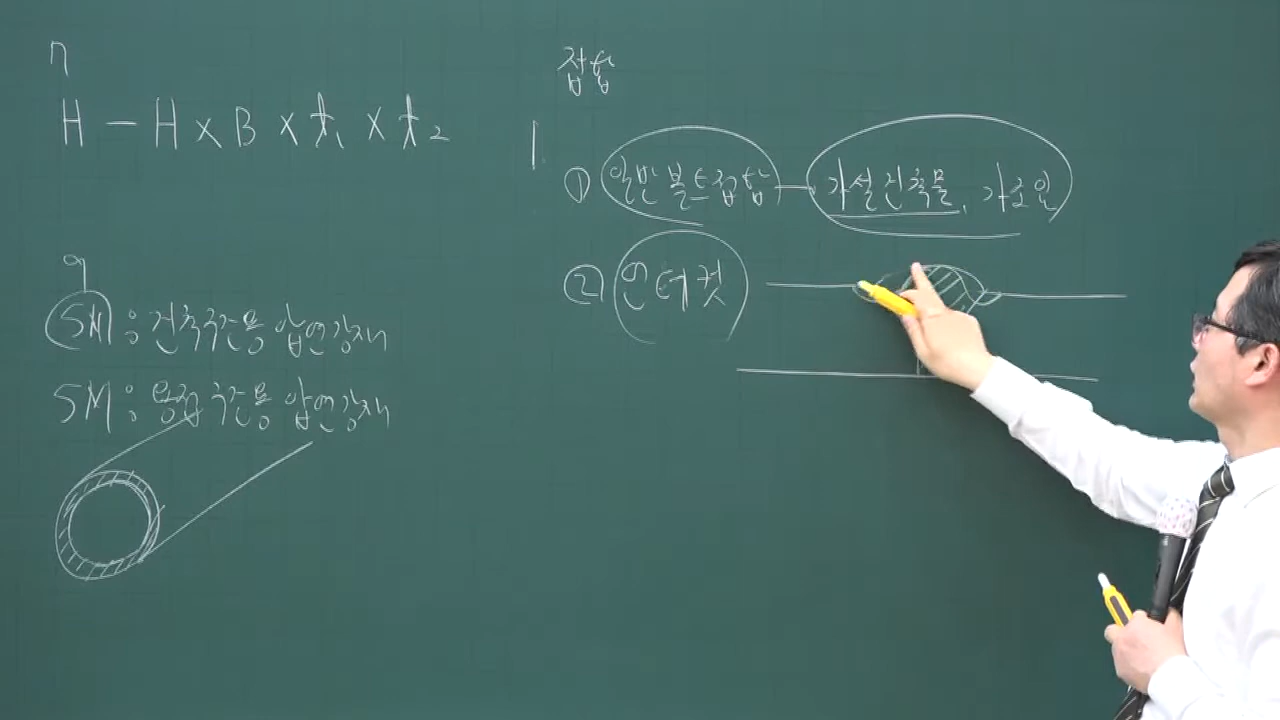 7
H - H × B × t₁ × t₂
9
SM : 건축구조용 압연강재
SM : 용접구조용 압연강재
접합
1
① 일반볼트접합 - 가설건축물, 가조임
② 언더컷